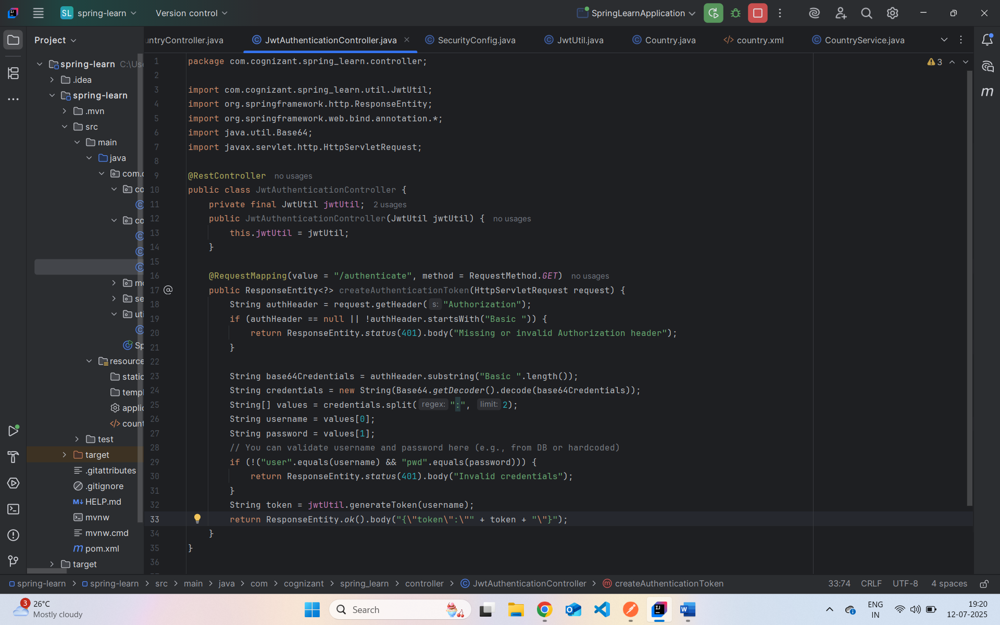 SL spring-learn Version control SpringLearnApplication
Project
ntryController.java JwtAuthenticationController.java SecurityConfig.java JwtUtil.java Country.java country.xml CountryService.java
spring-learn C:\Use
.idea
spring-learn
.mvn
src
main
java
com.c
co
co
mo
se
uti
Sp
resource
static
templ
applic
count
test
target
.gitattributes
.gitignore
M↓ HELP.md
mvnw
mvnw.cmd
m pom.xml
target
3
m
1 package com.cognizant.spring_learn.controller;
2
3 import com.cognizant.spring_learn.util.JwtUtil;
4 import org.springframework.http.ResponseEntity;
5 import org.springframework.web.bind.annotation.*;
6 import java.util.Base64;
7 import javax.servlet.http.HttpServletRequest;
8
9 @RestController no usages
10 public class JwtAuthenticationController {
11 private final JwtUtil jwtUtil; 2 usages
12 public JwtAuthenticationController(JwtUtil jwtUtil) { no usages
13 this.jwtUtil = jwtUtil;
14 }
15
16 @RequestMapping(value = "/authenticate", method = RequestMethod.GET) no usages
17 public ResponseEntity<?> createAuthenticationToken(HttpServletRequest request) {
18 String authHeader = request.getHeader( s: "Authorization");
19 if (authHeader == null || !authHeader.startsWith("Basic ")) {
20 return ResponseEntity.status(401).body("Missing or invalid Authorization header");
21 }
22
23 String base64Credentials = authHeader.substring("Basic ".length());
24 String credentials = new String(Base64.getDecoder().decode(base64Credentials));
25 String[] values = credentials.split( regex: ":", limit: 2);
26 String username = values[0];
27 String password = values[1];
28 // You can validate username and password here (e.g., from DB or hardcoded)
29 if (!("user".equals(username) && "pwd".equals(password))) {
30 return ResponseEntity.status(401).body("Invalid credentials");
31 }
32 String token = jwtUtil.generateToken(username);
33 return ResponseEntity.ok().body("{\"token\":\"" + token + "\"}");
34 }
35 }
36
spring-learn > spring-learn > src > main > java > com > cognizant > spring_learn > controller > JwtAuthenticationController > createAuthenticationToken 33:74 CRLF UTF-8 4 spaces
3 26°C
Mostly cloudy
Search
ENG
IN
19:20
12-07-2025